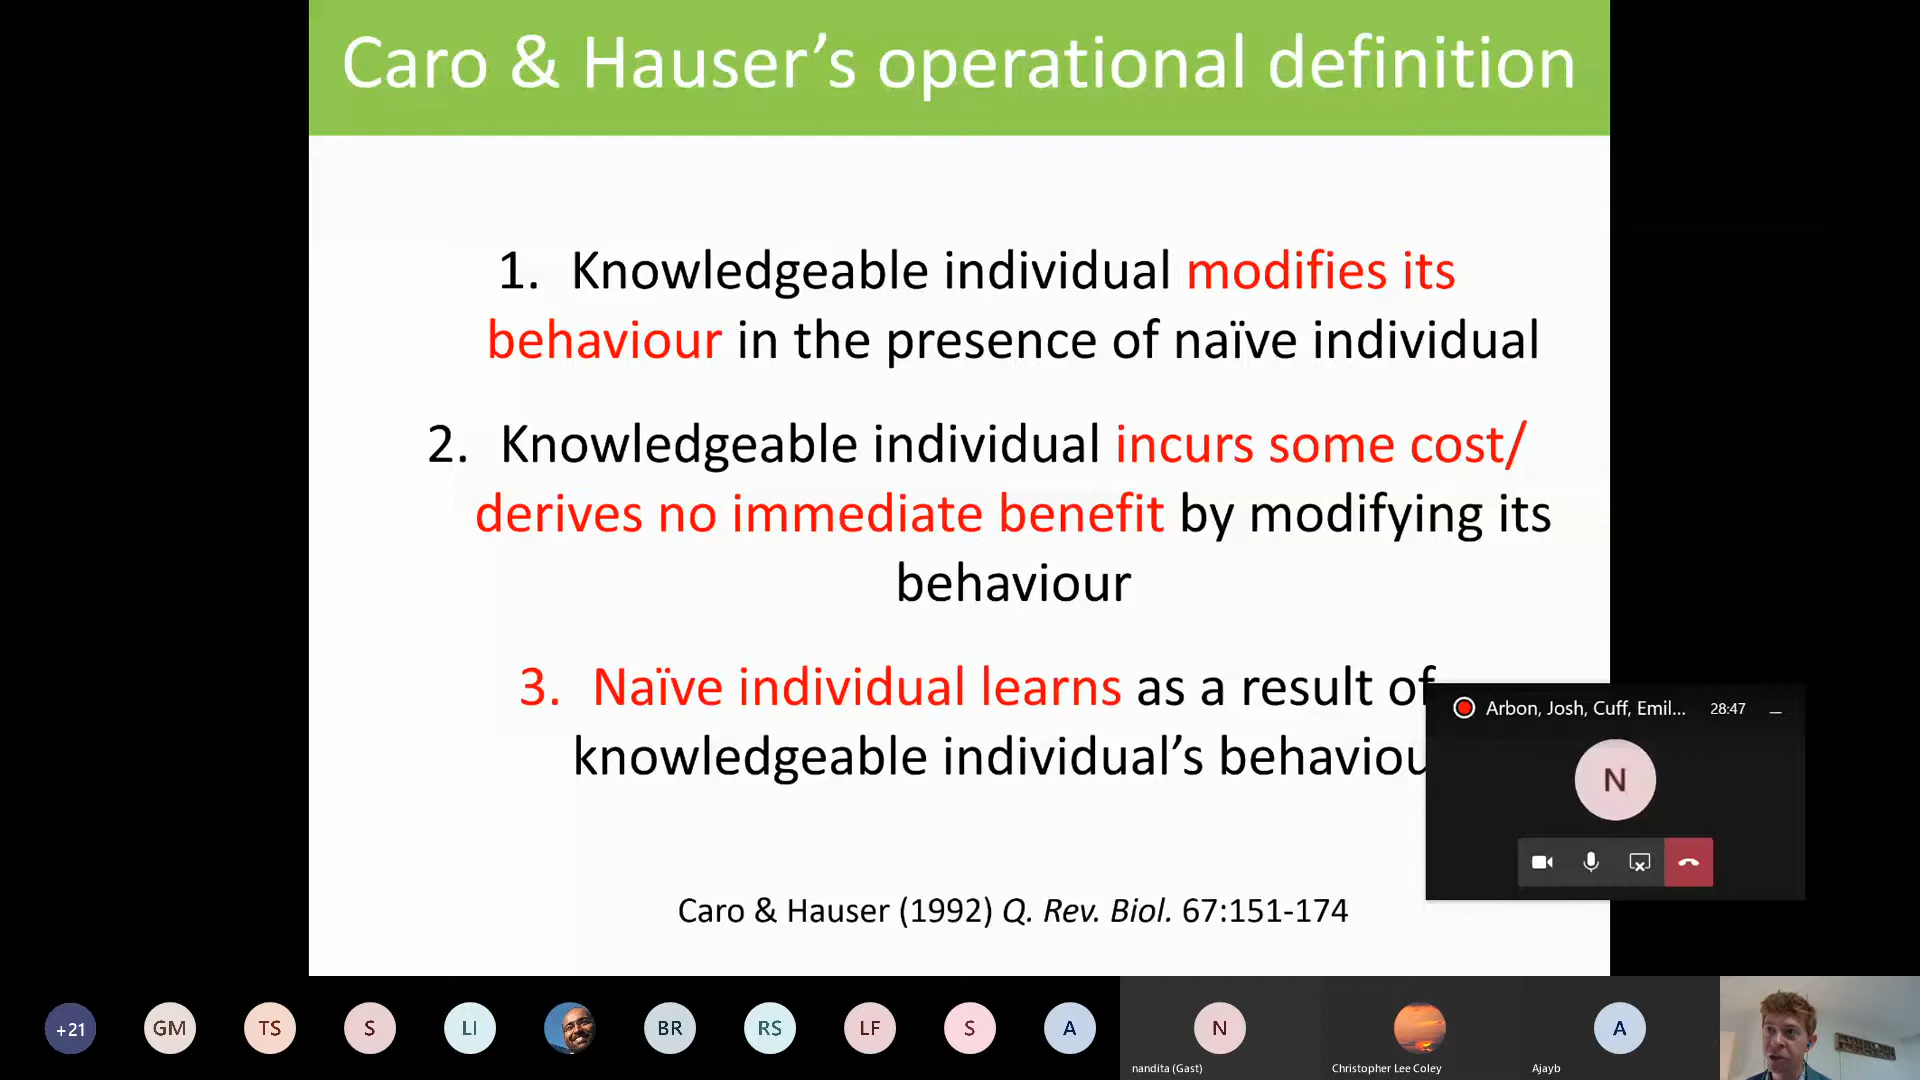 Caro & Hauser’s operational definition
1. Knowledgeable individual modifies its
behaviour in the presence of naïve individual
2. Knowledgeable individual incurs some cost/
derives no immediate benefit by modifying its
behaviour
3. Naïve individual learns as a result of
knowledgeable individual’s behaviou
Caro & Hauser (1992) Q. Rev. Biol. 67:151-174
Arbon, Josh, Cuff, Emil... 28:47
N
+21 GM TS S LI BR RS LF S A N A
nandita (Gast) Christopher Lee Coley Ajayb